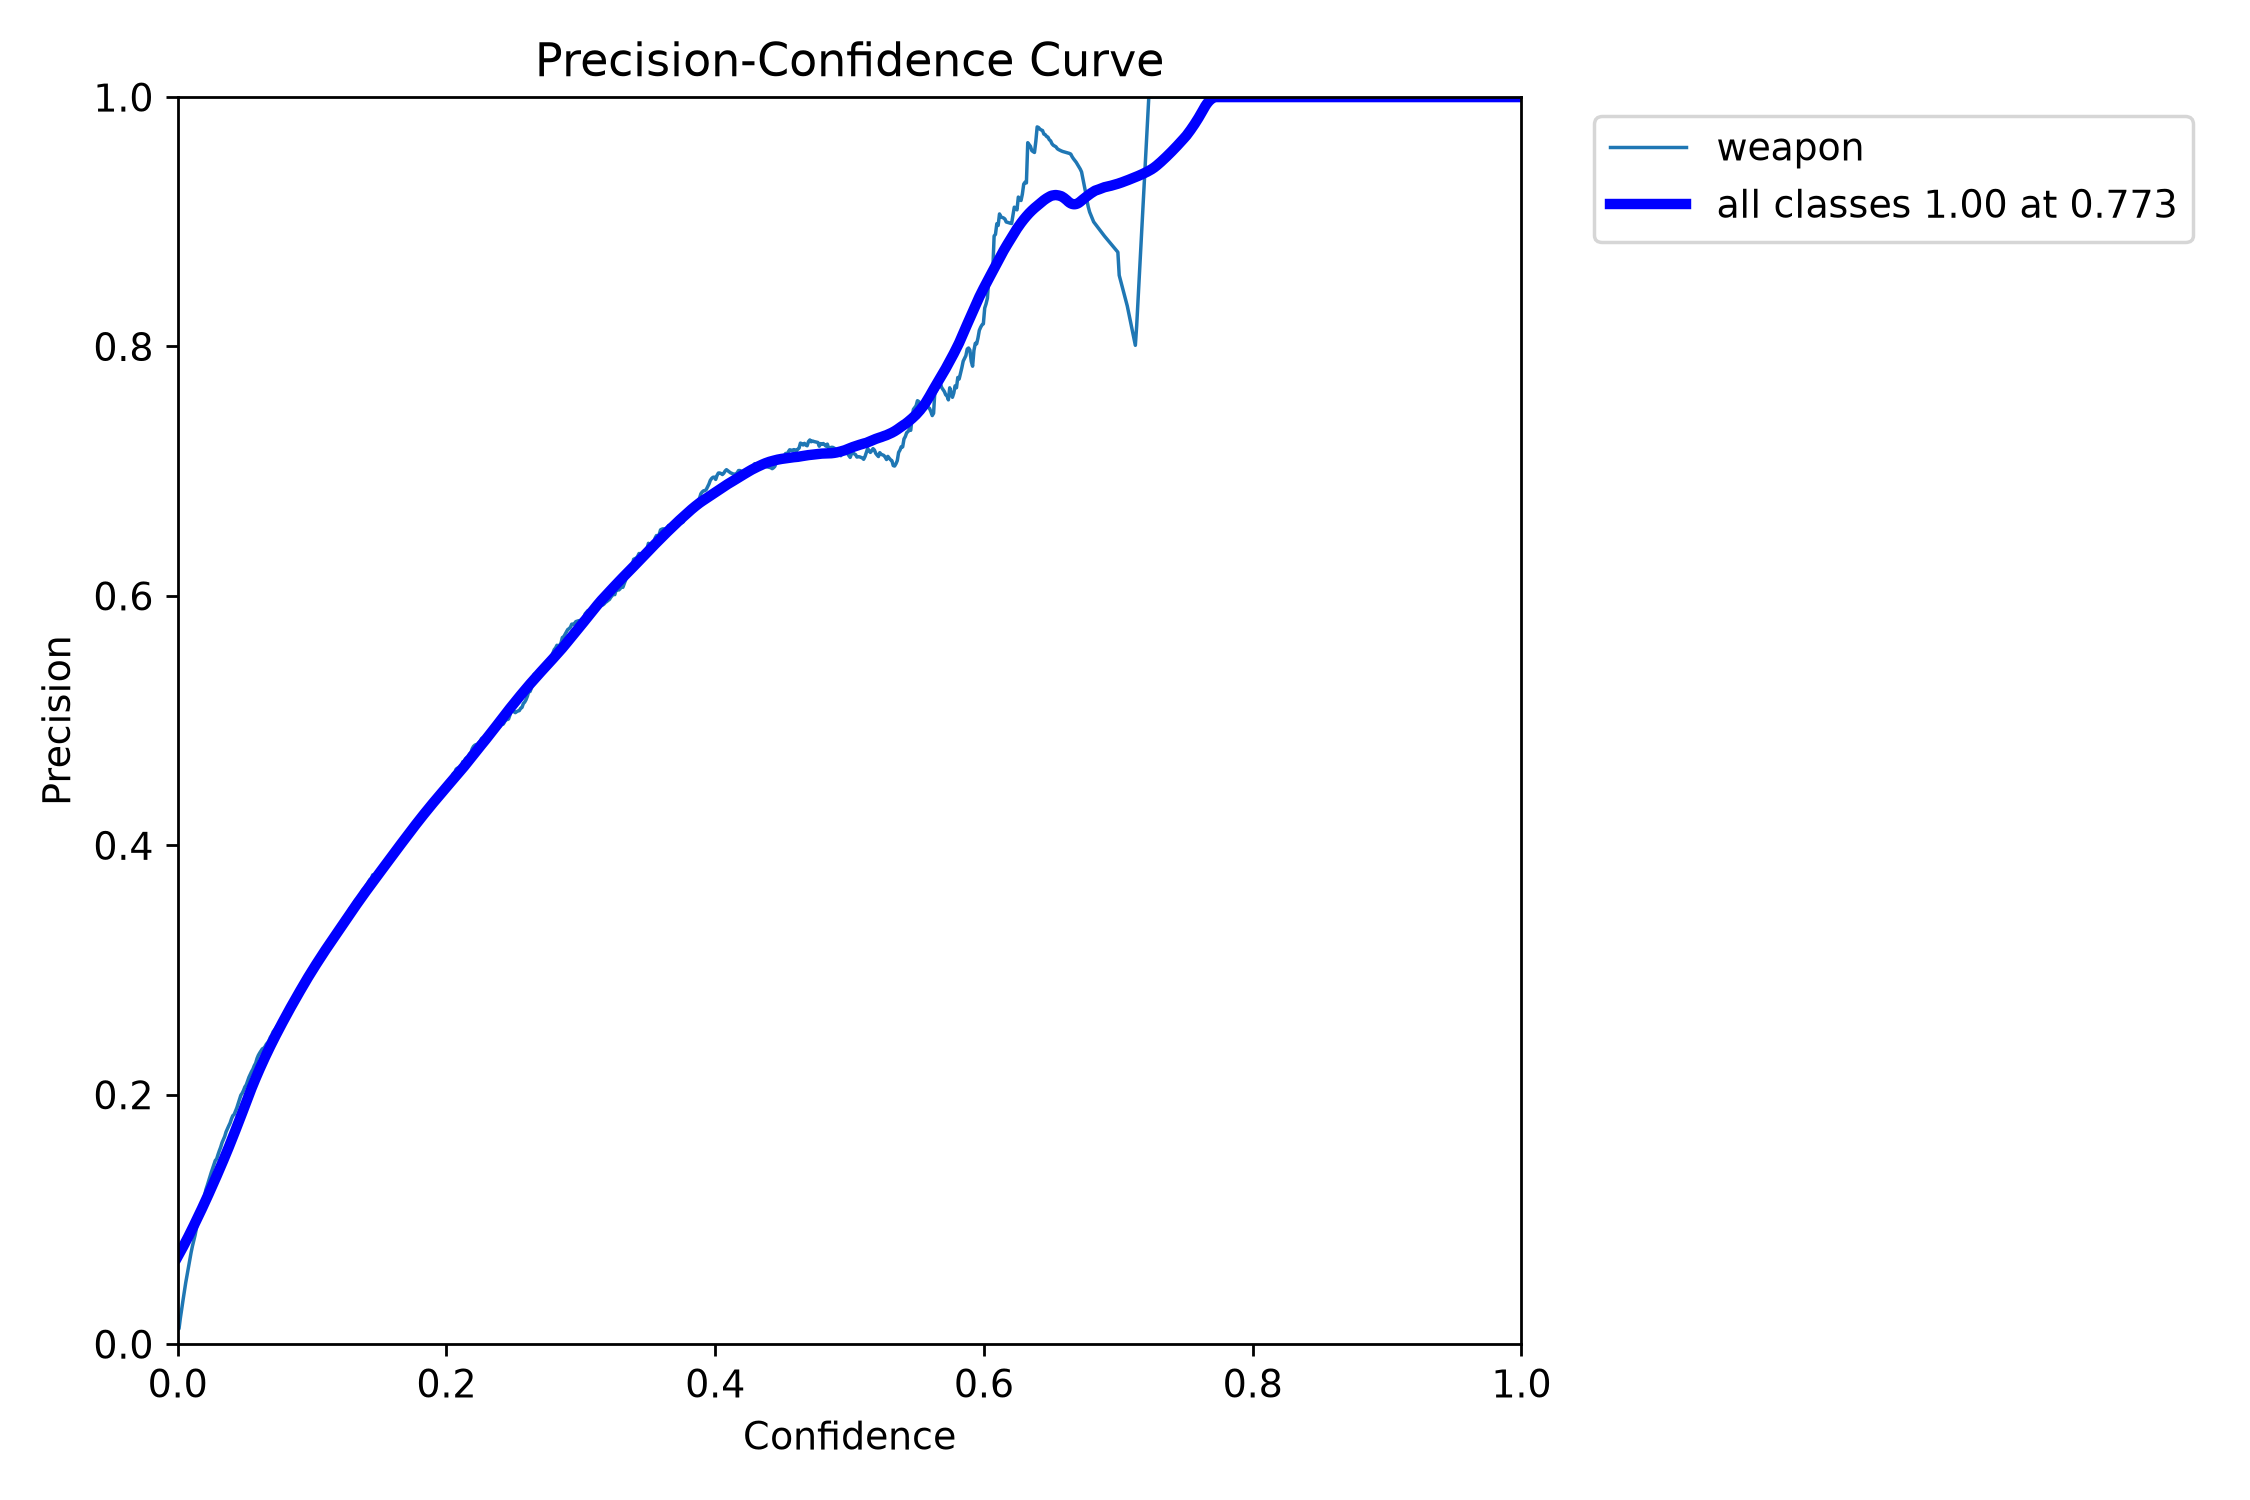 Precision-Confidence Curve
1.0
0.8
0.6
0.4
0.2
0.0
Precision
0.0 0.2 0.4 0.6 0.8 1.0
Confidence
weapon
all classes 1.00 at 0.773